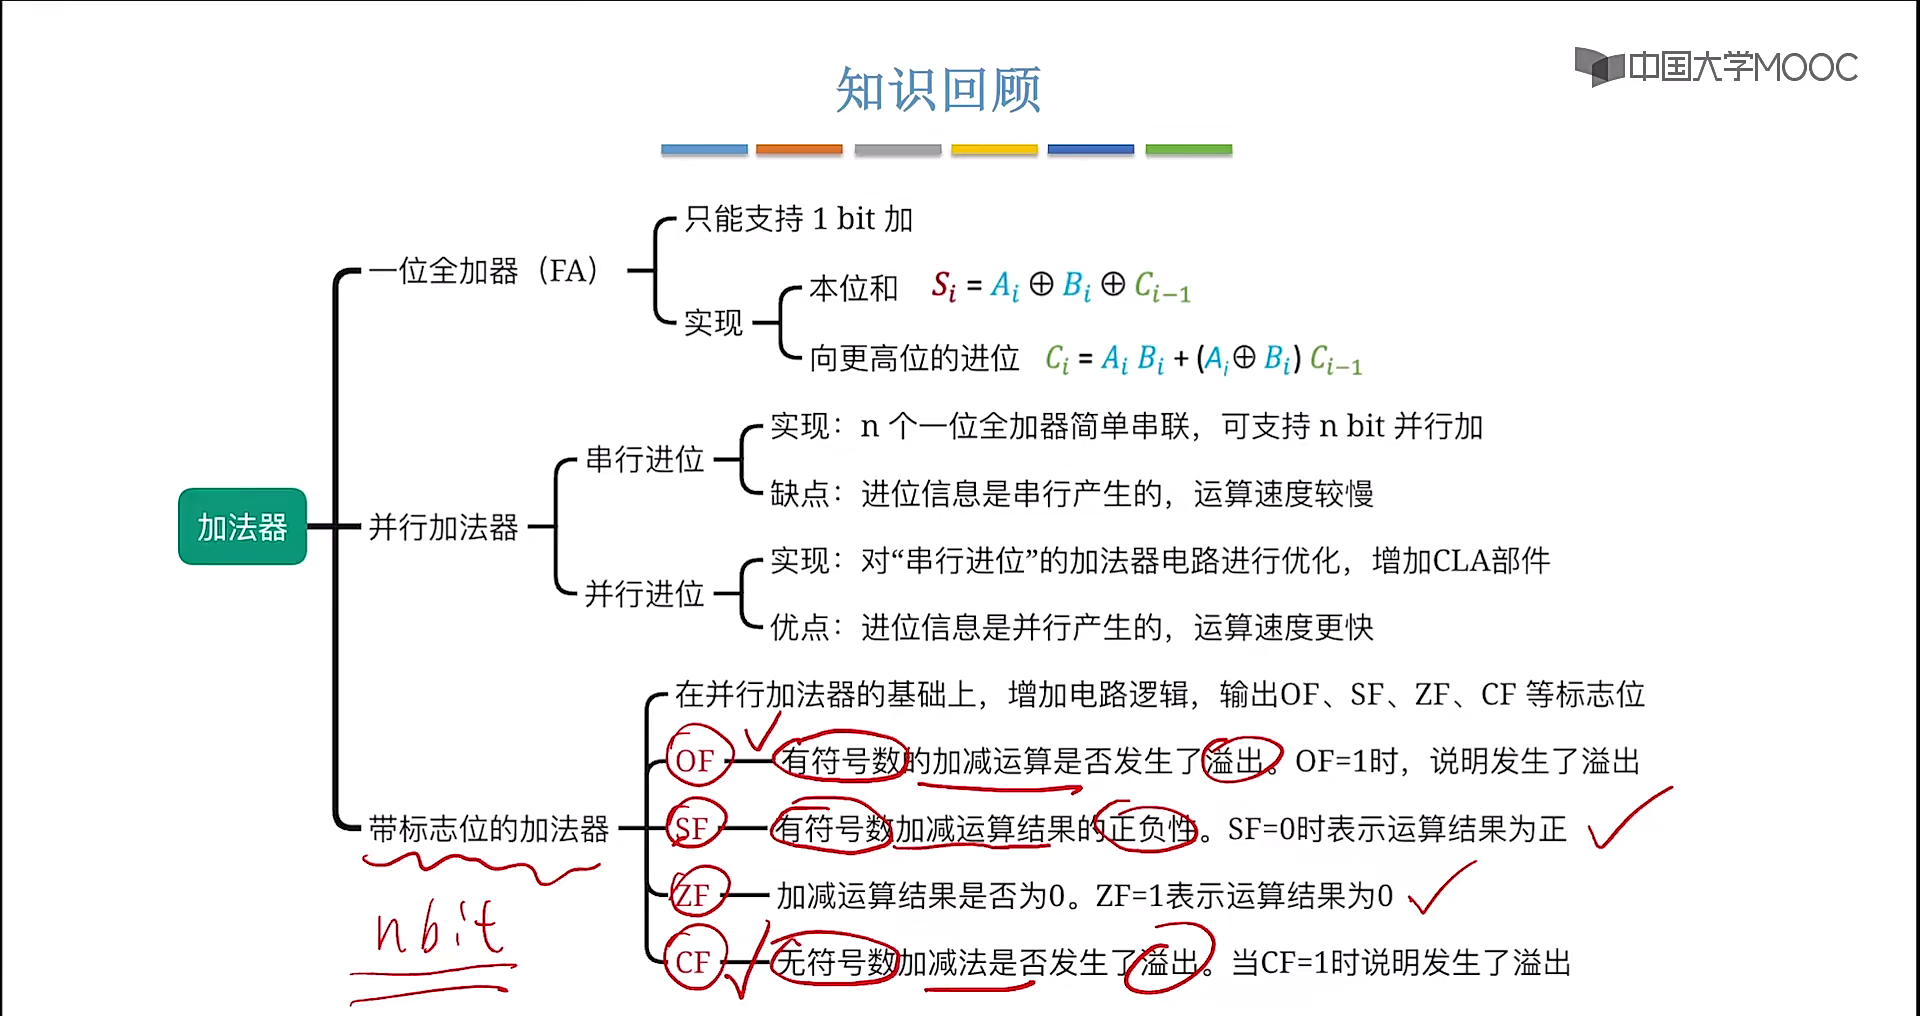 中国大学MOOC
知识回顾
只能支持 1 bit 加
一位全加器（FA）
本位和 Sᵢ = Aᵢ ⊕ Bᵢ ⊕ Cᵢ₋₁
实现
向更高位的进位 Cᵢ = Aᵢ Bᵢ + (Aᵢ⊕ Bᵢ) Cᵢ₋₁
实现：n 个一位全加器简单串联，可支持 n bit 并行加
串行进位
缺点：进位信息是串行产生的，运算速度较慢
加法器
并行加法器
实现：对“串行进位”的加法器电路进行优化，增加CLA部件
并行进位
优点：进位信息是并行产生的，运算速度更快
在并行加法器的基础上，增加电路逻辑，输出OF、SF、ZF、CF 等标志位
OF 有符号数的加减运算是否发生了溢出。OF=1时，说明发生了溢出
带标志位的加法器
SF 有符号数加减运算结果的正负性。SF=0时表示运算结果为正
ZF 加减运算结果是否为0。ZF=1表示运算结果为0
n bit
CF 无符号数加减法是否发生了溢出。当CF=1时说明发生了溢出